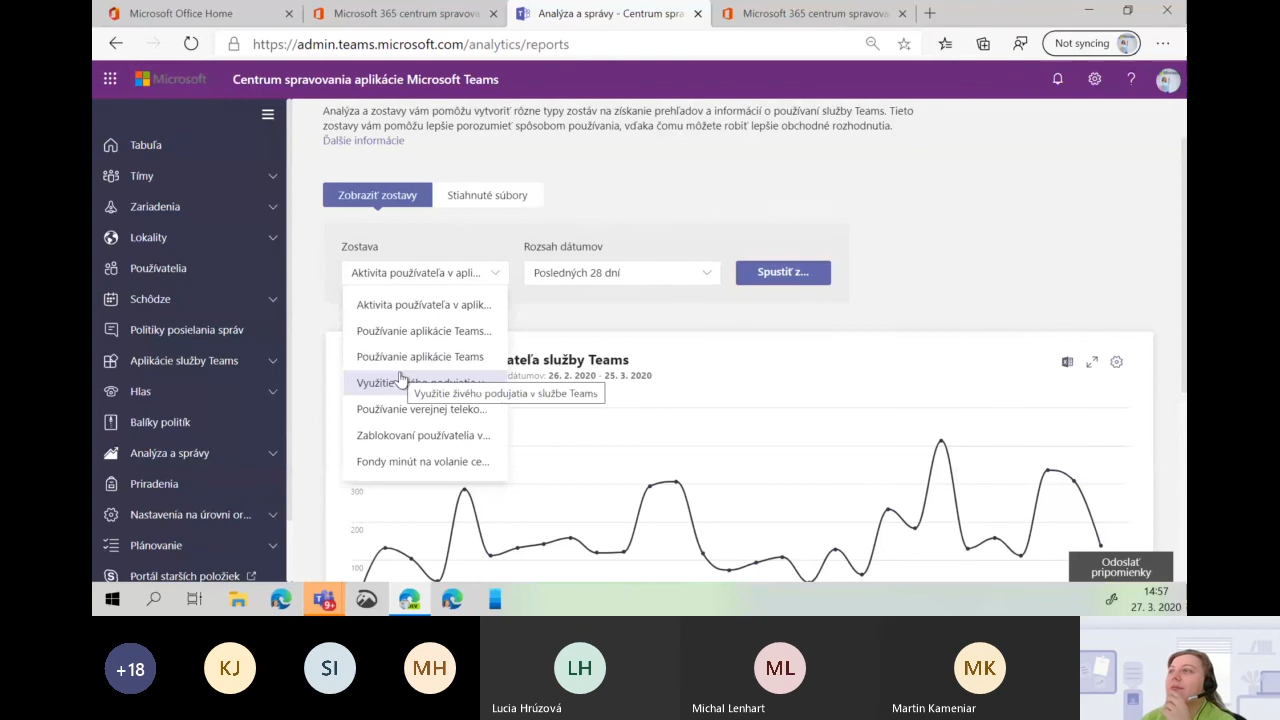 Microsoft Office Home
Microsoft 365 centrum spravova
Analýza a správy - Centrum spra
Microsoft 365 centrum spravova
https://admin.teams.microsoft.com/analytics/reports
Not syncing
Microsoft
Centrum spravovania aplikácie Microsoft Teams
Analýza a zostavy vám pomôžu vytvoriť rôzne typy zostáv na získanie prehľadov a informácií o používaní služby Teams. Tieto
zostavy vám pomôžu lepšie porozumieť spôsobom používania, vďaka čomu môžete robiť lepšie obchodné rozhodnutia.
Ďalšie informácie
Tabuľa
Tímy
Zariadenia
Lokality
Používatelia
Schôdze
Politiky posielania správ
Aplikácie služby Teams
Hlas
Balíky politík
Analýza a správy
Priradenia
Nastavenia na úrovni or...
Plánovanie
Portál starších položiek
Zobraziť zostavy
Stiahnuté súbory
Zostava
Rozsah dátumov
Aktivita používateľa v apli...
Posledných 28 dní
Spustiť z...
Aktivita používateľa v aplik...
Používanie aplikácie Teams...
Používanie aplikácie Teams
Využitie
Využitie živého podujatia v službe Teams
Používanie verejnej teleko...
Zablokovaní používatelia v...
Fondy minút na volanie ce...
ateľa služby Teams
dátumov: 26. 2. 2020 - 25. 3. 2020
300
200
100
Odoslať
pripomienky
9+
14:57
27. 3. 2020
+18
KJ
SI
MH
LH
ML
MK
Lucia Hrúzová
Michal Lenhart
Martin Kameniar